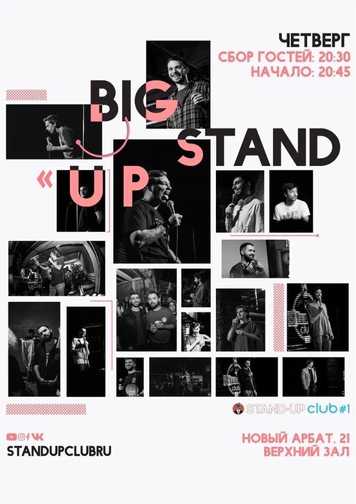 ЧЕТВЕРГ
СБОР ГОСТЕЙ: 20:30
НАЧАЛО: 20:45
BIG
STAND
« UP
STAND-UP club#1
НОВЫЙ АРБАТ, 21
ВЕРХНИЙ ЗАЛ
STANDUPCLUBRU